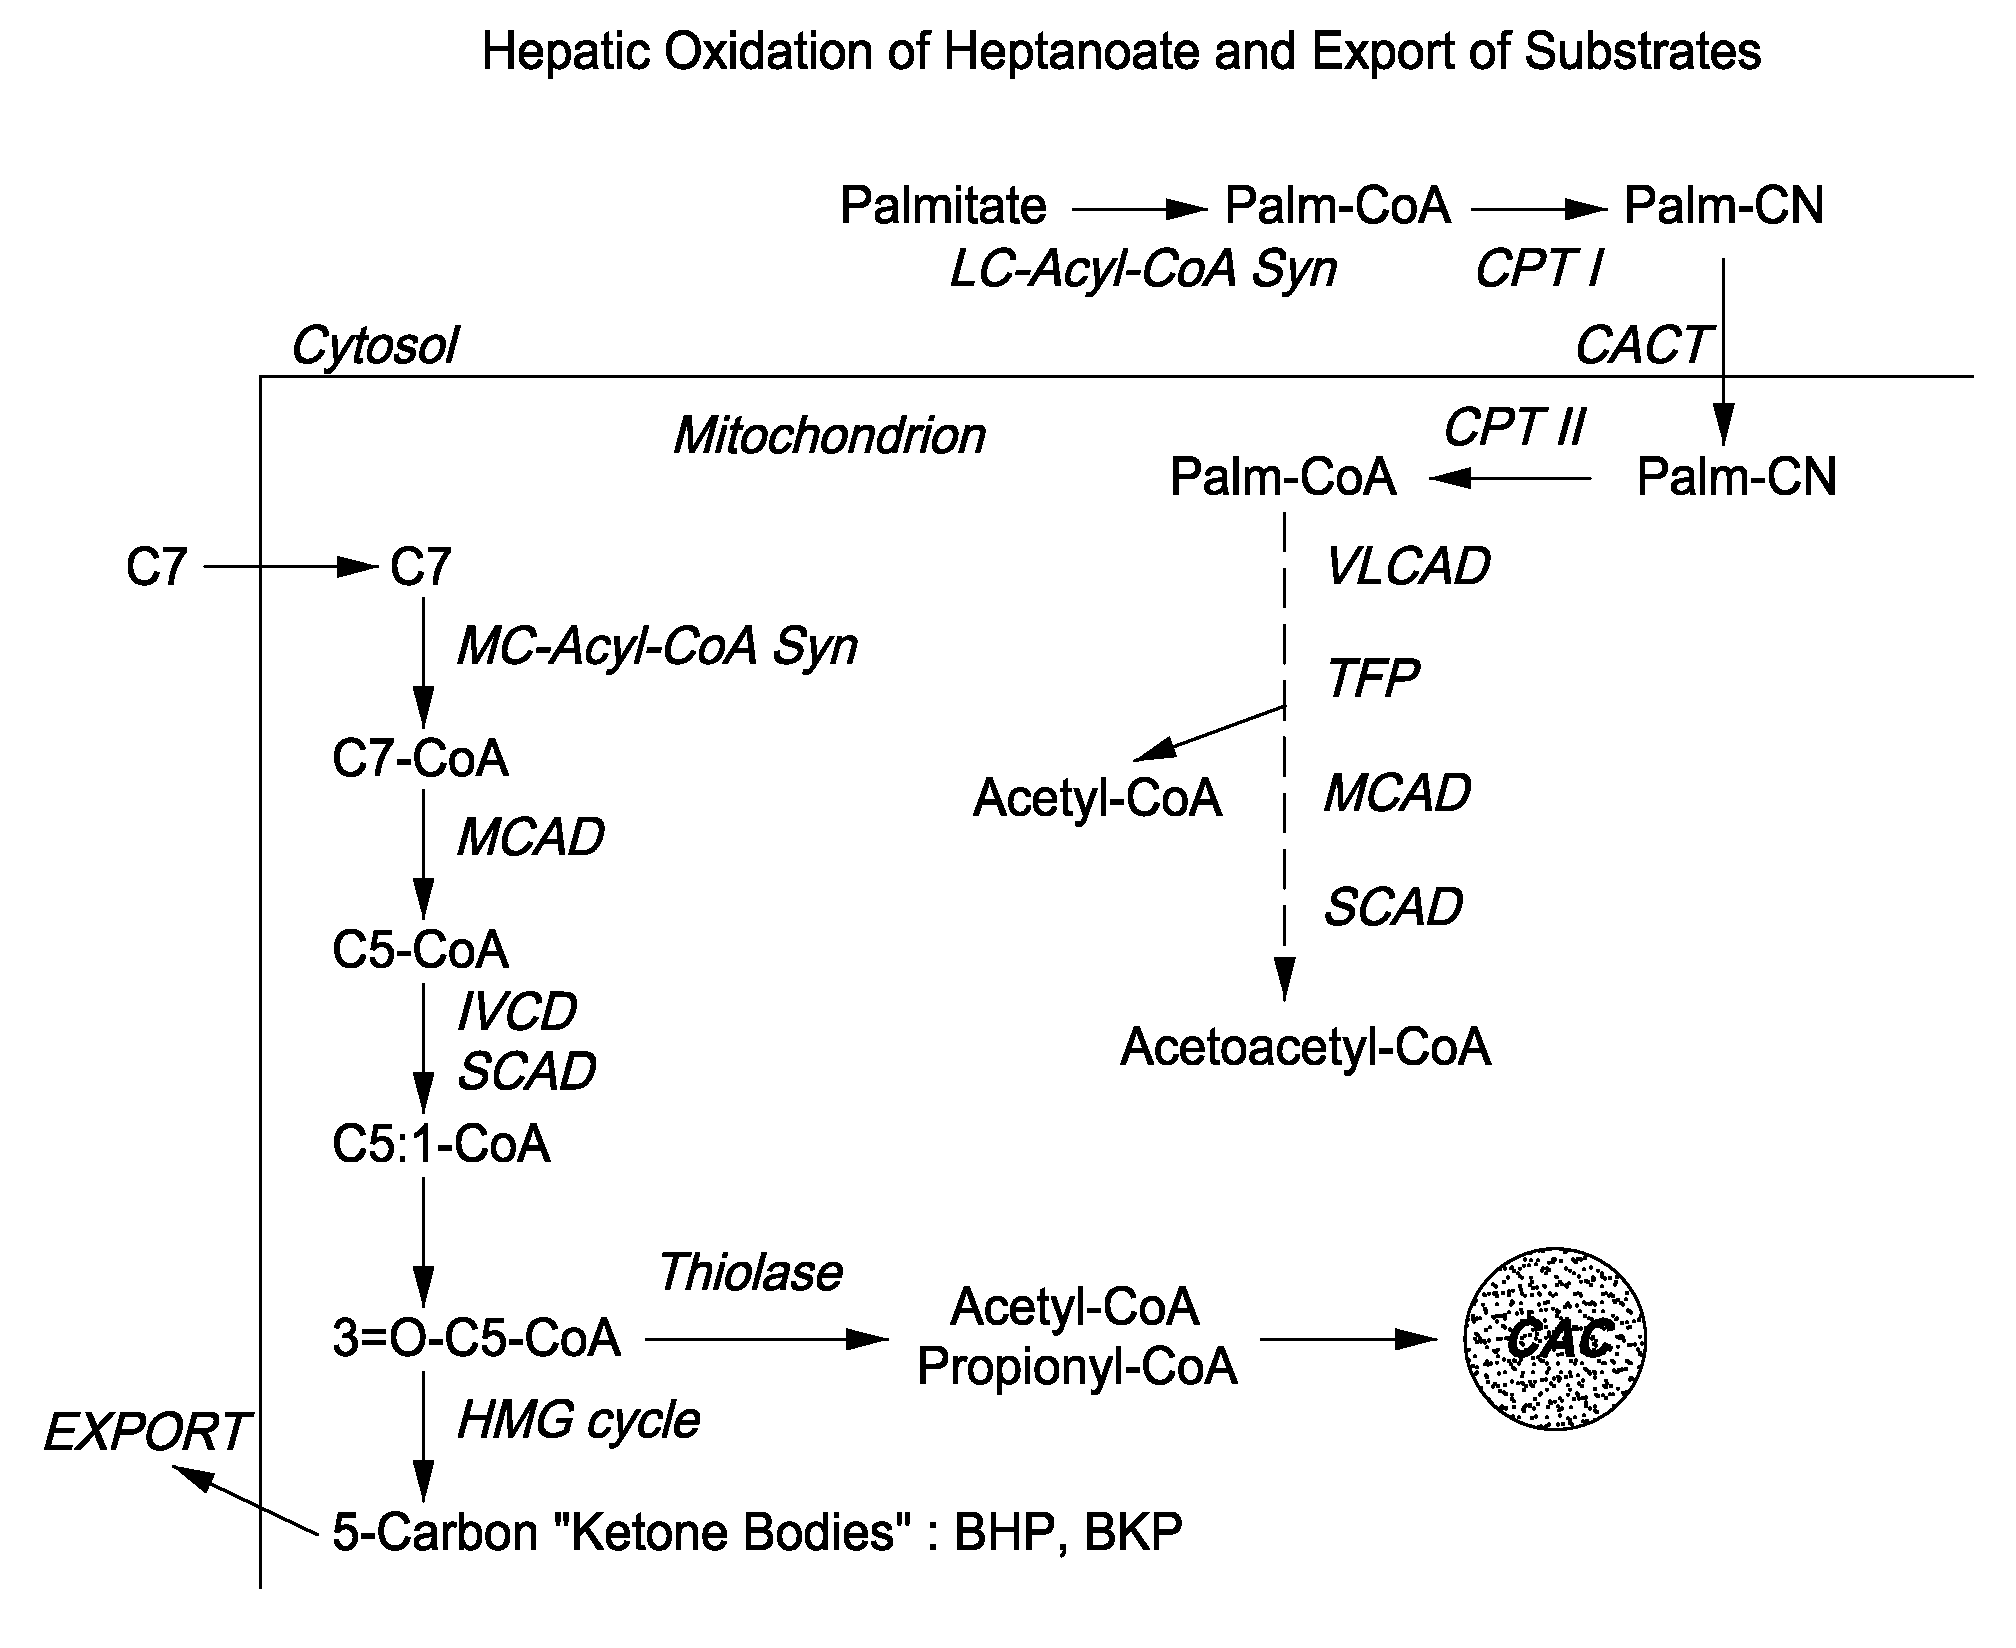 Hepatic Oxidation of Heptanoate and Export of Substrates
Palmitate Palm-CoA Palm-CN
LC-Acyl-CoA Syn CPT I
Cytosol CACT
Mitochondrion CPT II
Palm-CoA Palm-CN
C7 C7 VLCAD
MC-Acyl-CoA Syn TFP
C7-CoA Acetyl-CoA MCAD
MCAD
SCAD
C5-CoA
IVCD
SCAD Acetoacetyl-CoA
C5:1-CoA
Thiolase
3=O-C5-CoA Acetyl-CoA CAC
Propionyl-CoA
HMG cycle
EXPORT
5-Carbon "Ketone Bodies" : BHP, BKP